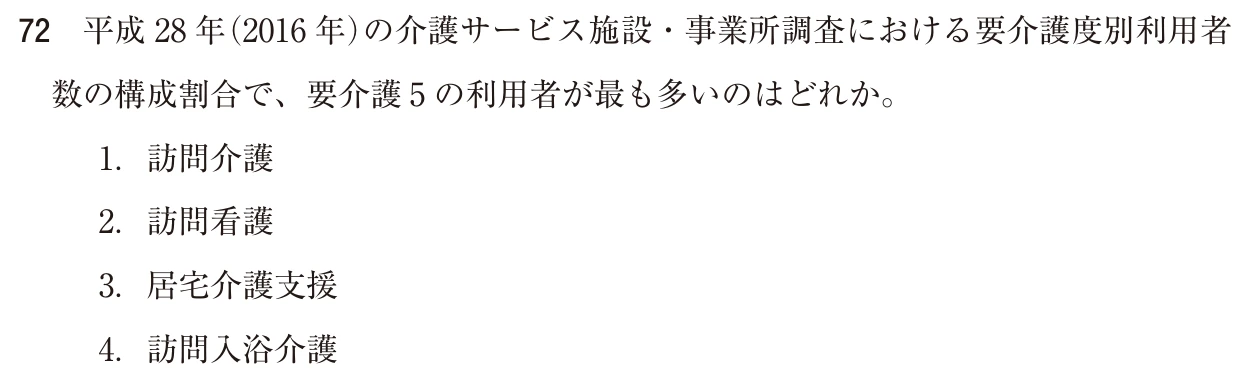 72 平成 28 年(2016 年)の介護サービス施設・事業所調査における要介護度別利用者
数の構成割合で、要介護 5 の利用者が最も多いのはどれか。
1. 訪問介護
2. 訪問看護
3. 居宅介護支援
4. 訪問入浴介護